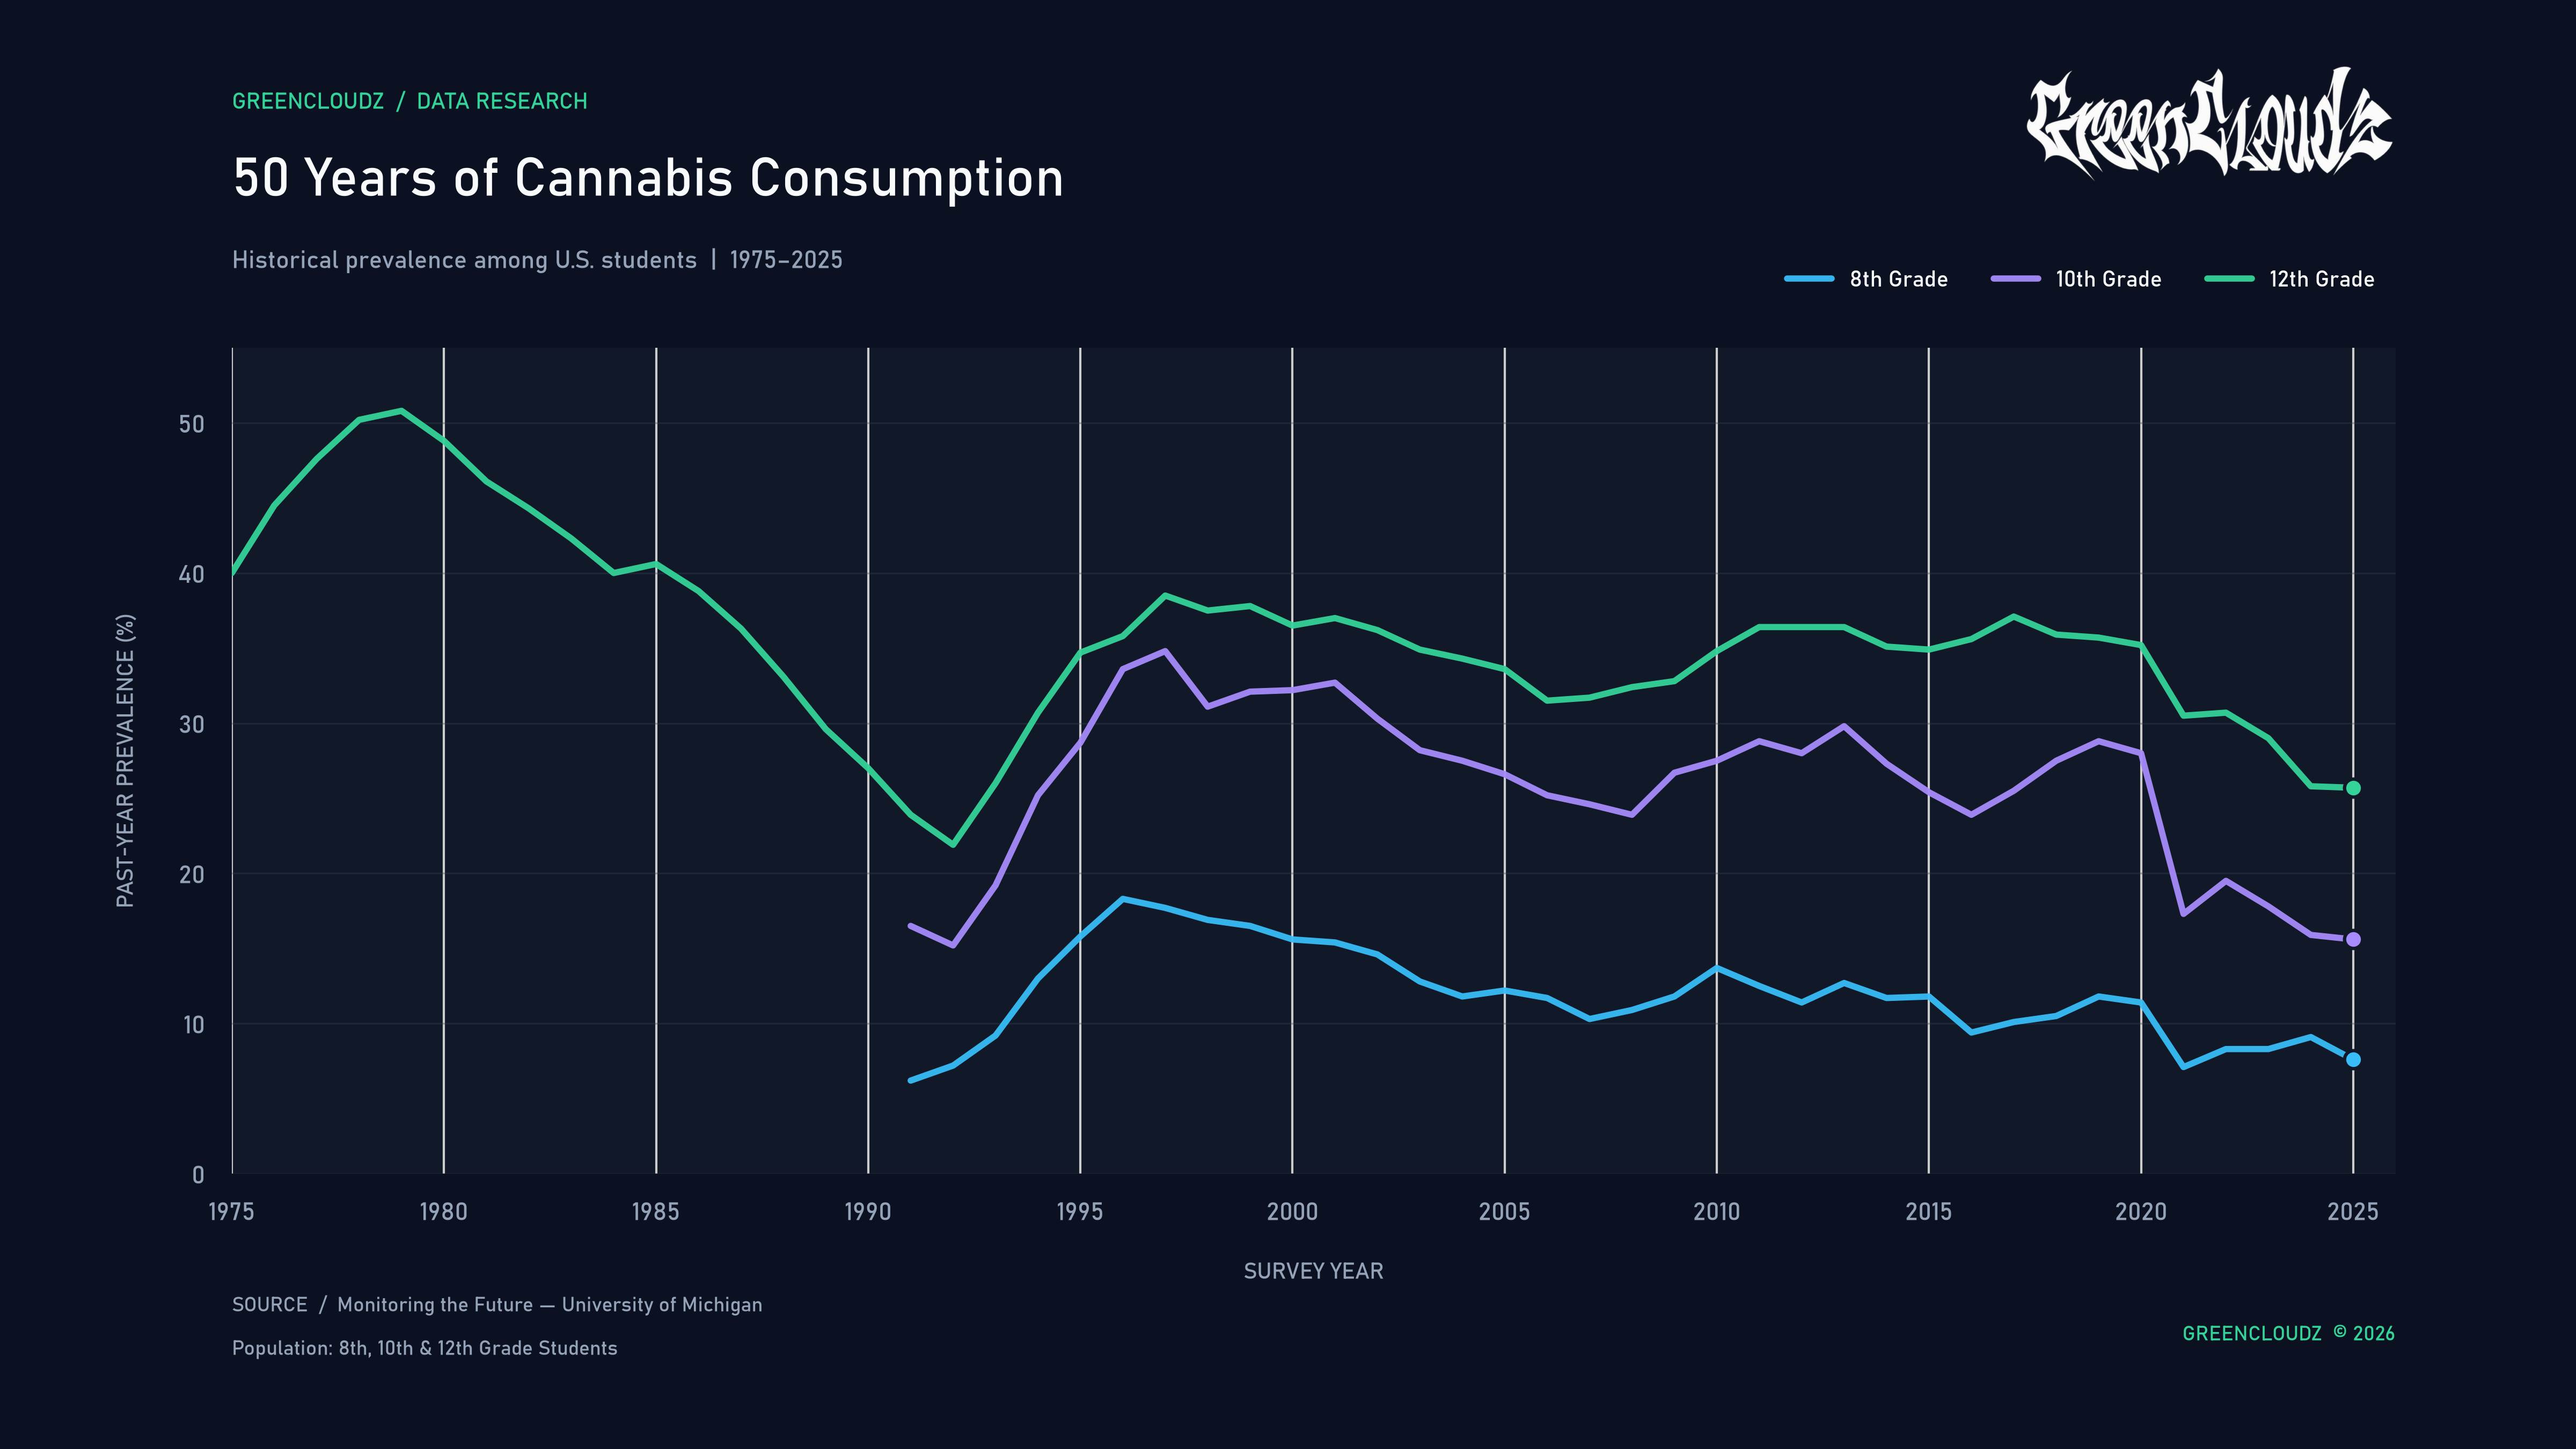 GREENCLOUDZ / DATA RESEARCH
GreenCloudz
50 Years of Cannabis Consumption
Historical prevalence among U.S. students | 1975–2025
8th Grade 10th Grade 12th Grade
PAST-YEAR PREVALENCE (%)
50
40
30
20
10
0
1975 1980 1985 1990 1995 2000 2005 2010 2015 2020 2025
SURVEY YEAR
SOURCE / Monitoring the Future — University of Michigan
Population: 8th, 10th & 12th Grade Students
GREENCLOUDZ © 2026